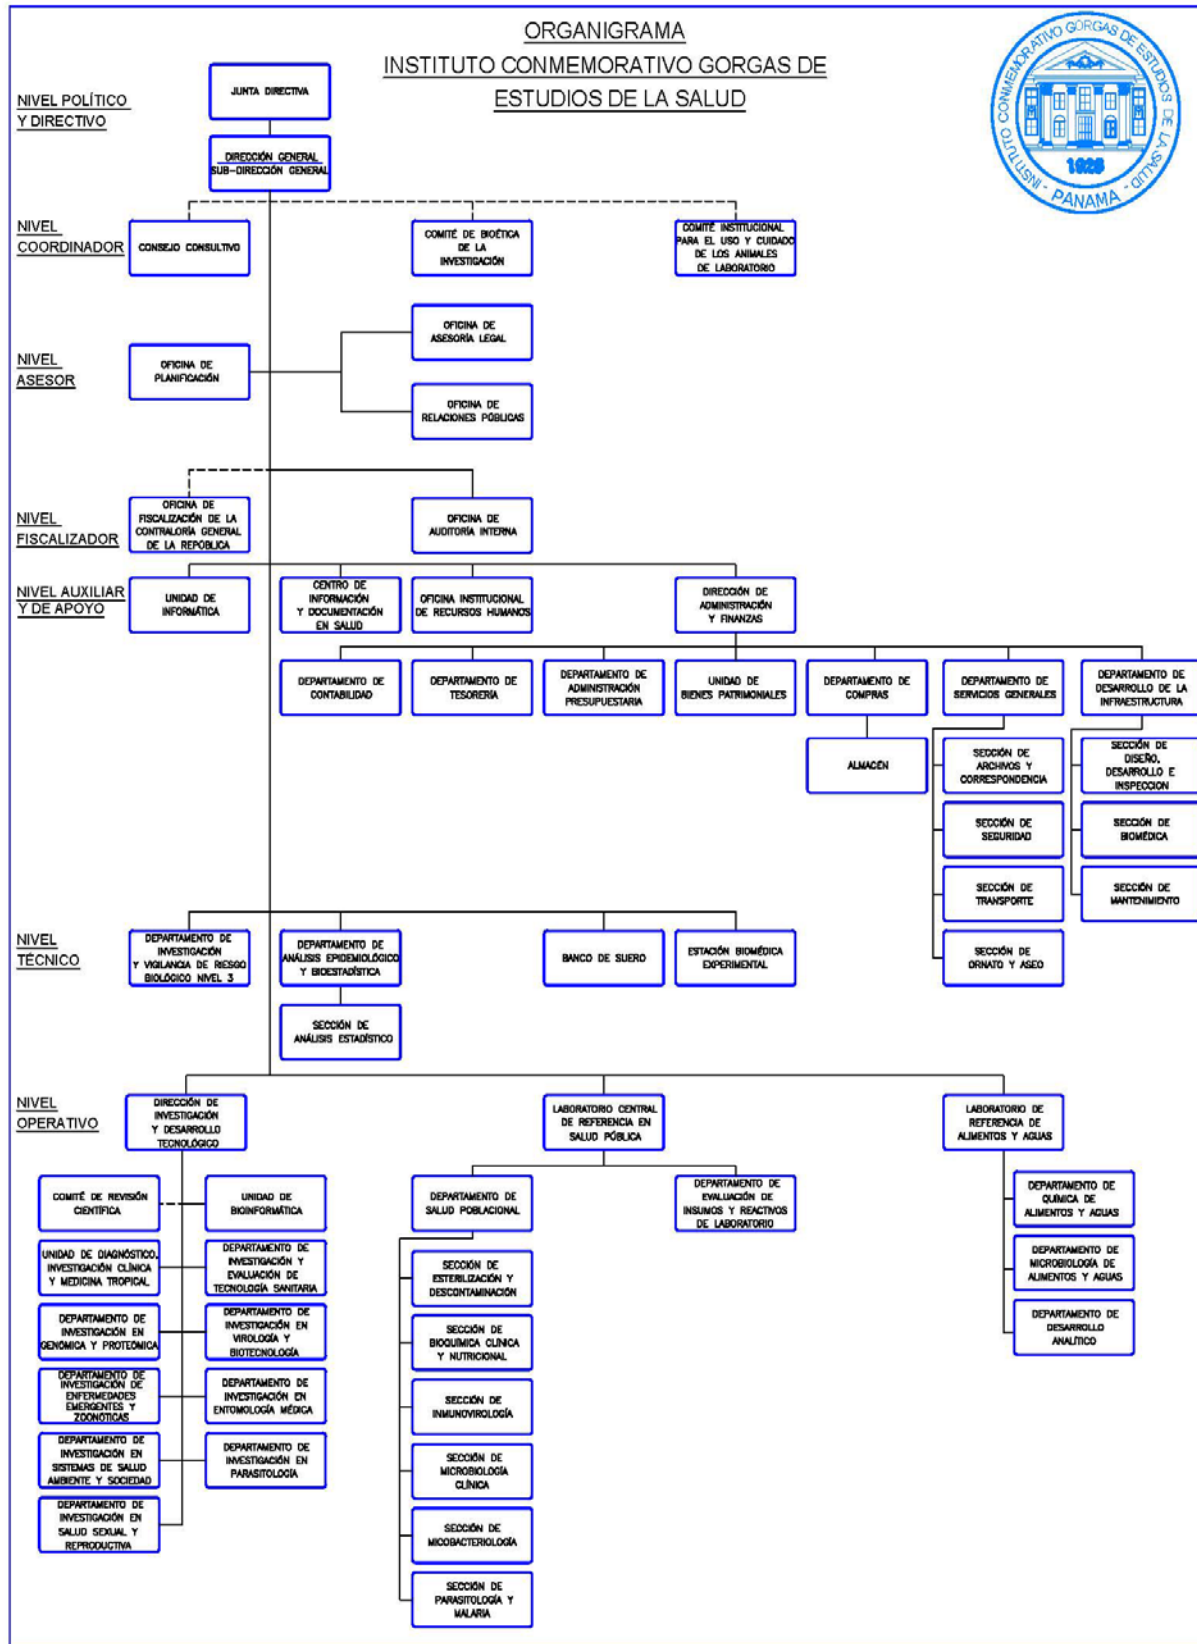 ORGANIGRAMA
INSTITUTO CONMEMORATIVO GORGAS DE
ESTUDIOS DE LA SALUD
INSTITUTO CONMEMORATIVO GORGAS DE ESTUDIOS DE LA SALUD
1928
- PANAMA -
NIVEL POLÍTICO
Y DIRECTIVO
JUNTA DIRECTIVA
DIRECCIÓN GENERAL
SUB-DIRECCIÓN GENERAL
NIVEL
COORDINADOR
CONSEJO CONSULTIVO
COMITÉ DE BIOÉTICA
DE LA
INVESTIGACIÓN
COMITÉ INSTITUCIONAL
PARA EL USO Y CUIDADO
DE LOS ANIMALES
DE LABORATORIO
NIVEL
ASESOR
OFICINA DE
PLANIFICACIÓN
OFICINA DE
ASESORÍA LEGAL
OFICINA DE
RELACIONES PÚBLICAS
NIVEL
FISCALIZADOR
OFICINA DE
FISCALIZACIÓN DE LA
CONTRALORÍA GENERAL
DE LA REPÚBLICA
OFICINA DE
AUDITORÍA INTERNA
NIVEL AUXILIAR
Y DE APOYO
UNIDAD DE
INFORMÁTICA
CENTRO DE
INFORMACIÓN
Y DOCUMENTACIÓN
EN SALUD
OFICINA INSTITUCIONAL
DE RECURSOS HUMANOS
DIRECCIÓN DE
ADMINISTRACIÓN
Y FINANZAS
DEPARTAMENTO DE
CONTABILIDAD
DEPARTAMENTO DE
TESORERÍA
DEPARTAMENTO DE
ADMINISTRACIÓN
PRESUPUESTARIA
UNIDAD DE
BIENES PATRIMONIALES
DEPARTAMENTO DE
COMPRAS
DEPARTAMENTO DE
SERVICIOS GENERALES
DEPARTAMENTO DE
DESARROLLO DE LA
INFRAESTRUCTURA
ALMACÉN
SECCIÓN DE
ARCHIVOS Y
CORRESPONDENCIA
SECCIÓN DE
DISEÑO,
DESARROLLO E
INSPECCION
SECCIÓN DE
SEGURIDAD
SECCIÓN DE
BIOMÉDICA
SECCIÓN DE
TRANSPORTE
SECCIÓN DE
MANTENIMIENTO
SECCIÓN DE
ORNATO Y ASEO
NIVEL
TÉCNICO
DEPARTAMENTO DE
INVESTIGACIÓN
Y VIGILANCIA DE RIESGO
BIOLÓGICO NIVEL 3
DEPARTAMENTO DE
ANÁLISIS EPIDEMIOLÓGICO
Y BIOESTADÍSTICA
BANCO DE SUERO
ESTACIÓN BIOMÉDICA
EXPERIMENTAL
SECCIÓN DE
ANÁLISIS ESTADÍSTICO
NIVEL
OPERATIVO
DIRECCIÓN DE
INVESTIGACIÓN
Y DESARROLLO
TECNOLÓGICO
LABORATORIO CENTRAL
DE REFERENCIA EN
SALUD PÚBLICA
LABORATORIO DE
REFERENCIA DE
ALIMENTOS Y AGUAS
COMITÉ DE REVISIÓN
CIENTÍFICA
UNIDAD DE
BIOINFORMÁTICA
UNIDAD DE DIAGNÓSTICO,
INVESTIGACIÓN CLÍNICA
Y MEDICINA TROPICAL
DEPARTAMENTO DE
INVESTIGACIÓN Y
EVALUACIÓN DE
TECNOLOGÍA SANITARIA
DEPARTAMENTO DE
INVESTIGACIÓN EN
GENÓMICA Y PROTEÓMICA
DEPARTAMENTO DE
INVESTIGACIÓN EN
VIROLOGÍA Y
BIOTECNOLOGÍA
DEPARTAMENTO DE
INVESTIGACIÓN DE
ENFERMEDADES
EMERGENTES Y
ZOONÓTICAS
DEPARTAMENTO DE
INVESTIGACIÓN EN
ENTOMOLOGÍA MÉDICA
DEPARTAMENTO DE
INVESTIGACIÓN EN
SISTEMAS DE SALUD
AMBIENTE Y SOCIEDAD
DEPARTAMENTO DE
INVESTIGACIÓN EN
PARASITOLOGÍA
DEPARTAMENTO DE
INVESTIGACIÓN EN
SALUD SEXUAL Y
REPRODUCTIVA
DEPARTAMENTO DE
SALUD POBLACIONAL
DEPARTAMENTO DE
EVALUACIÓN DE
INSUMOS Y REACTIVOS
DE LABORATORIO
SECCIÓN DE
ESTERILIZACIÓN Y
DESCONTAMINACIÓN
SECCIÓN DE
BIOQUÍMICA CLÍNICA
Y NUTRICIONAL
SECCIÓN DE
INMUNOVIROLOGÍA
SECCIÓN DE
MICROBIOLOGÍA
CLÍNICA
SECCIÓN DE
MICOBACTERIOLOGÍA
SECCIÓN DE
PARASITOLOGÍA Y
MALARIA
DEPARTAMENTO DE
QUÍMICA DE
ALIMENTOS Y AGUAS
DEPARTAMENTO DE
MICROBIOLOGÍA DE
ALIMENTOS Y AGUAS
DEPARTAMENTO DE
DESARROLLO
ANALÍTICO